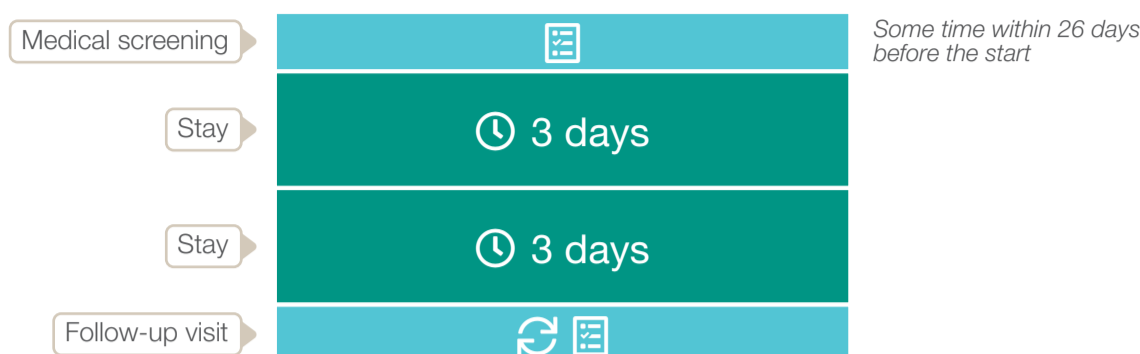 Medical screening
Some time within 26 days
before the start
Stay
3 days
Stay
3 days
Follow-up visit